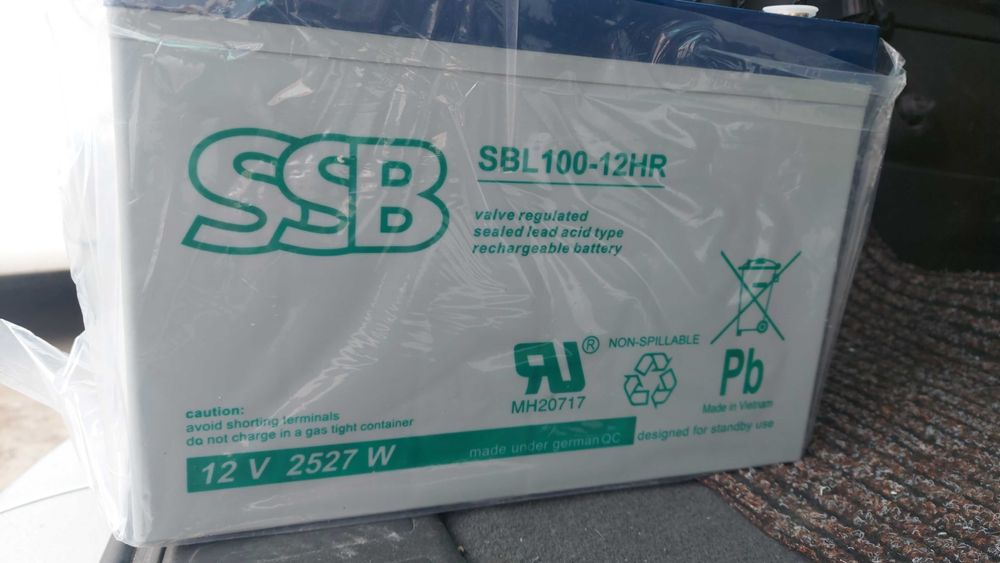 SSB
SBL100-12HR
valve regulated
sealed lead acid type
rechargeable battery
RU®
MH20717
NON-SPILLABLE
Pb
Made in Vietnam
caution:
avoid shorting terminals
do not charge in a gas tight container
12 V 2527 W
made under german QC
designed for standby use